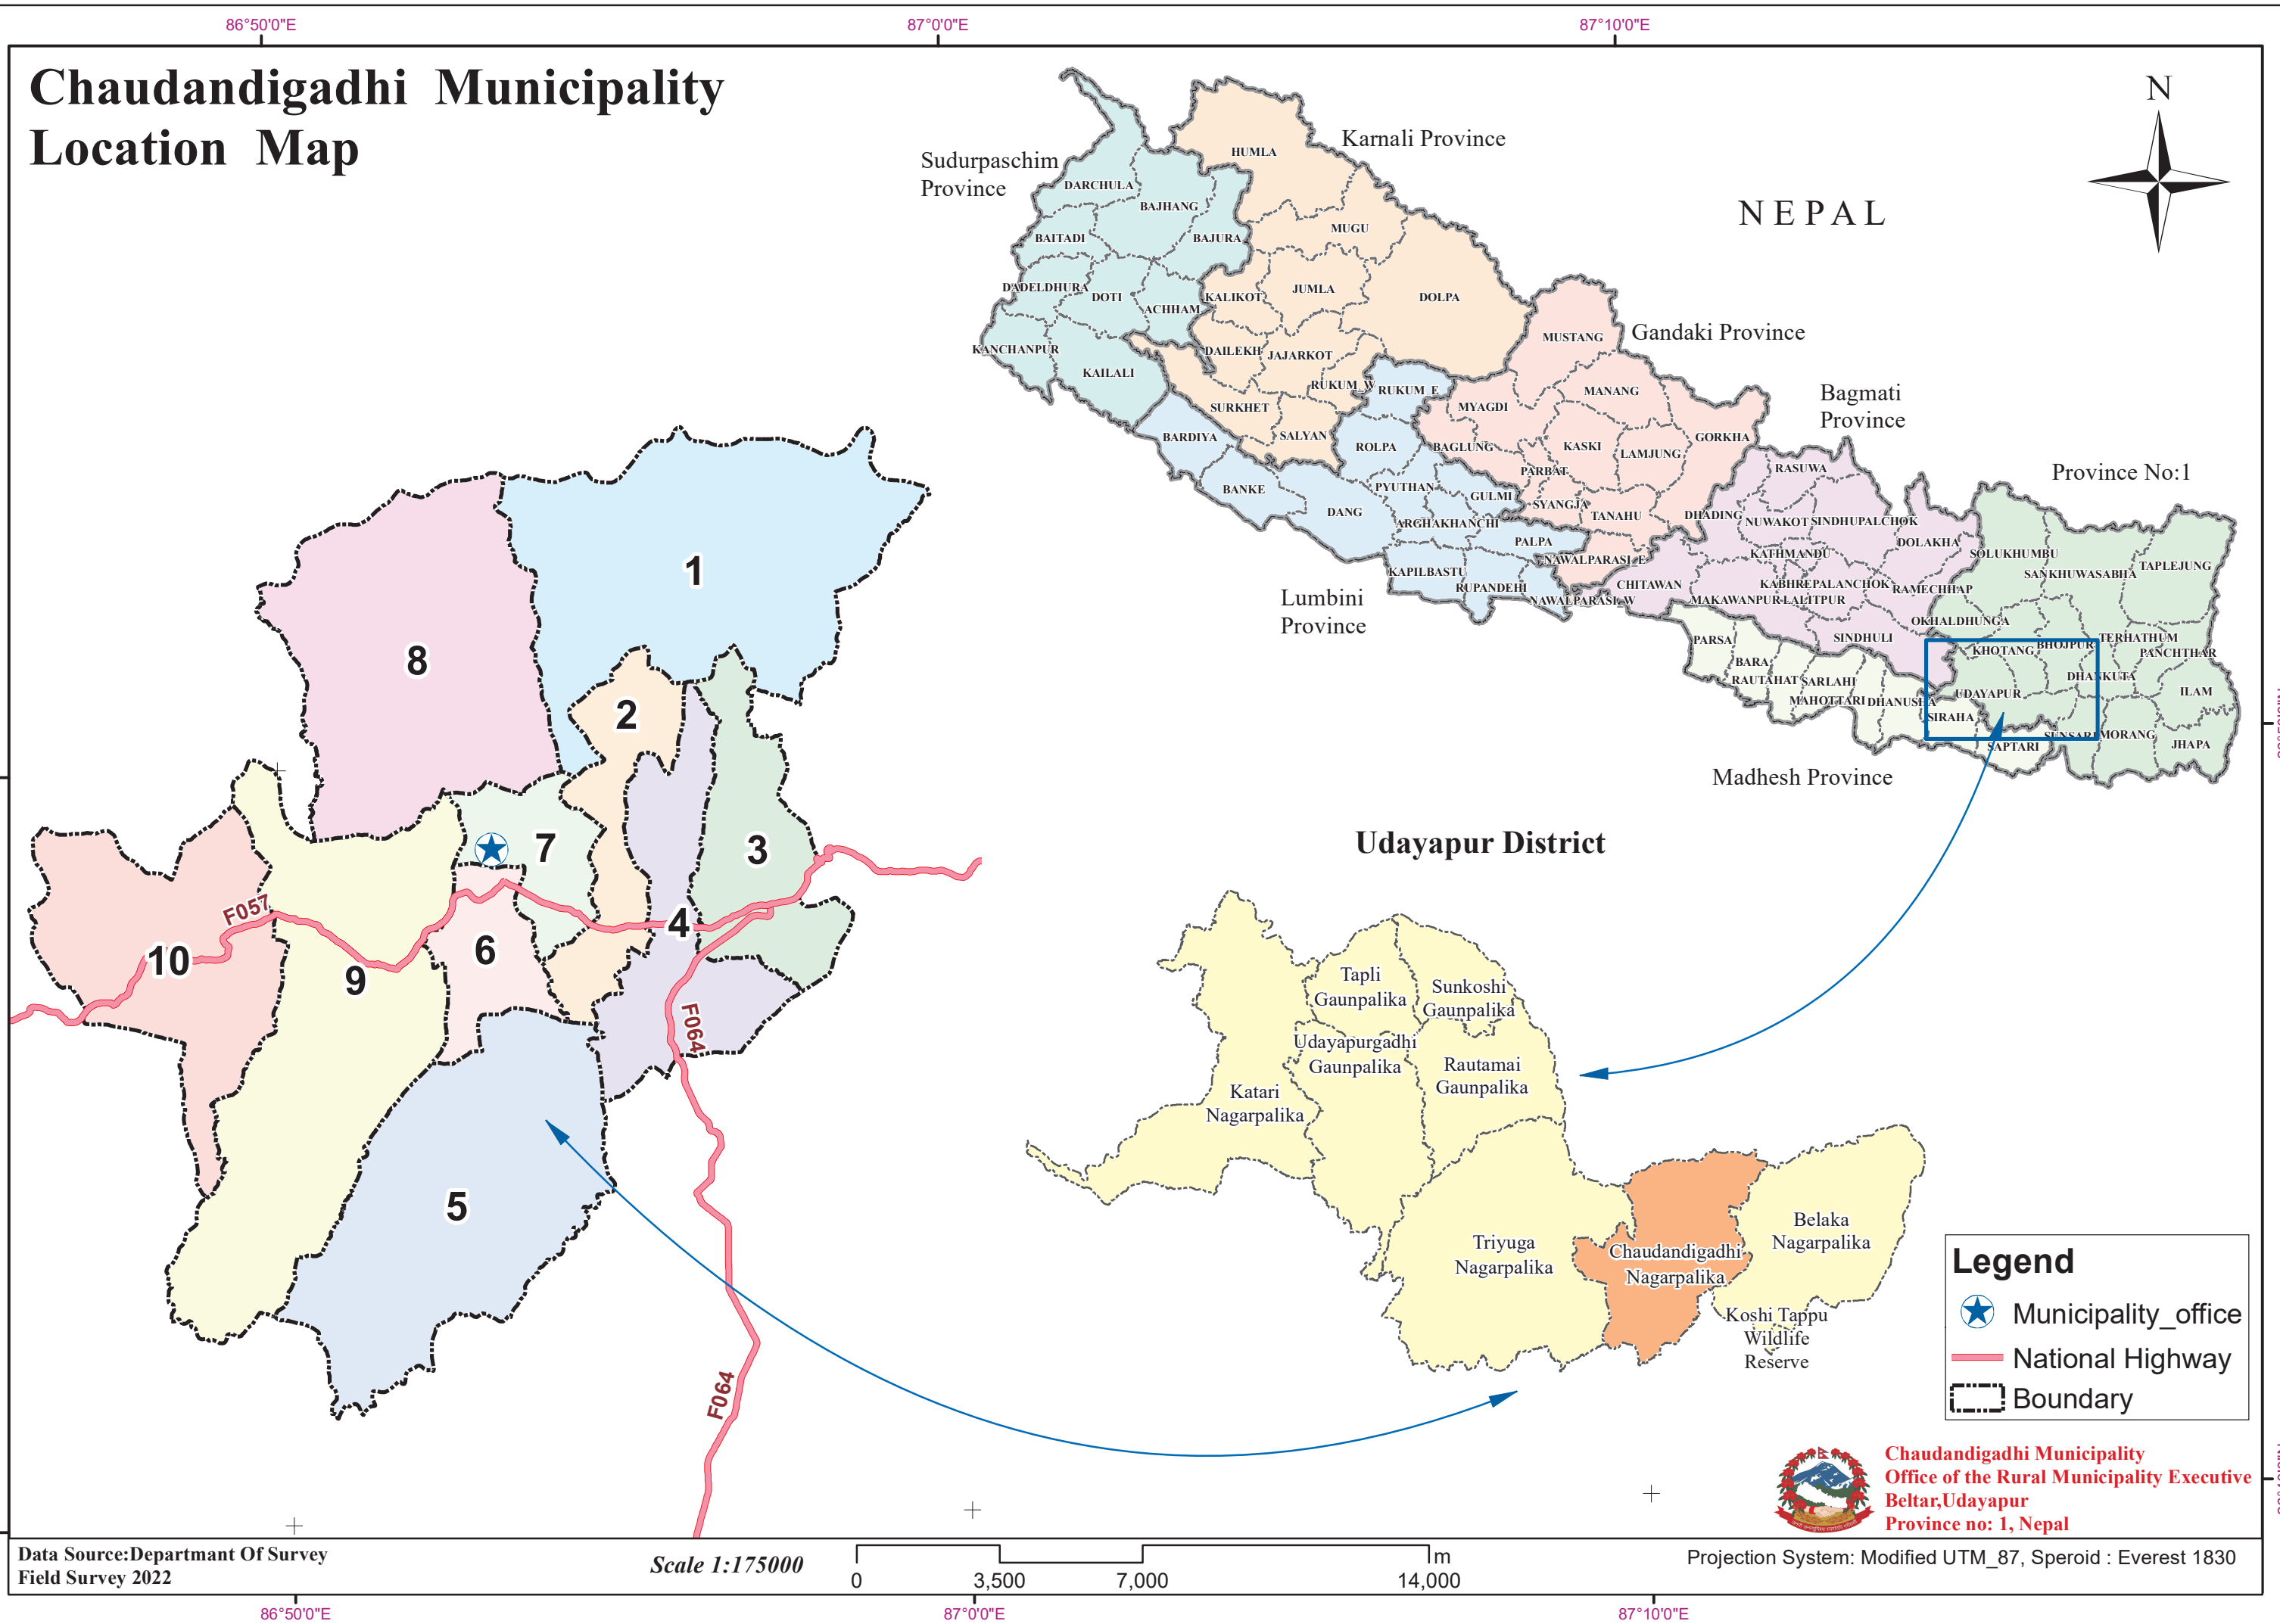 86°50'0"E
87°0'0"E
87°10'0"E
Chaudandigadhi Municipality
Location Map
N
NEPAL
Sudurpaschim
Province
Karnali Province
Gandaki Province
Bagmati
Province
Province No:1
Lumbini
Province
Madhesh Province
HUMLA
DARCHULA
BAJHANG
BAITADI
BAJURA
MUGU
DADELDHURA
DOTI
ACHHAM
KALIKOT
JUMLA
DOLPA
KANCHANPUR
KAILALI
DAILEKH
JAJARKOT
MUSTANG
RUKUM_W
RUKUM_E
SURKHET
SALYAN
MYAGDI
MANANG
BARDIYA
ROLPA
BAGLUNG
KASKI
LAMJUNG
GORKHA
PARBAT
RASUWA
BANKE
PYUTHAN
GULMI
SYANGJA
TANAHU
DANG
ARGHAKHANCHI
DHADING
NUWAKOT
SINDHUPALCHOK
PALPA
DOLAKHA
NAWALPARASI_E
KATHMANDU
SOLUKHUMBU
SANKHUWASABHA
TAPLEJUNG
KAPILBASTU
RUPANDEHI
NAWALPARASI_W
CHITAWAN
KABHREPALANCHOK
RAMECHHAP
MAKAWANPUR
LALITPUR
OKHALDHUNGA
PARSA
SINDHULI
KHOTANG
BHOJPUR
TERHATHUM
PANCHTHAR
BARA
RAUTAHAT
SARLAHI
MAHOTTARI
DHANUSHA
UDAYAPUR
DHANKUTA
ILAM
SIRAHA
SAPTARI
SUNSARI
MORANG
JHAPA
1
8
2
7
3
4
6
10
9
5
F057
F064
F064
Udayapur District
Tapli
Gaunpalika
Sunkoshi
Gaunpalika
Udayapurgadhi
Gaunpalika
Rautamai
Gaunpalika
Katari
Nagarpalika
Triyuga
Nagarpalika
Chaudandigadhi
Nagarpalika
Belaka
Nagarpalika
Koshi Tappu
Wildlife
Reserve
Legend
Municipality_office
National Highway
Boundary
Chaudandigadhi Municipality
Office of the Rural Municipality Executive
Beltar,Udayapur
Province no: 1, Nepal
Data Source:Departmant Of Survey
Field Survey 2022
Scale 1:175000
m
0 3,500 7,000 14,000
Projection System: Modified UTM_87, Speroid : Everest 1830
86°50'0"E
87°0'0"E
87°10'0"E